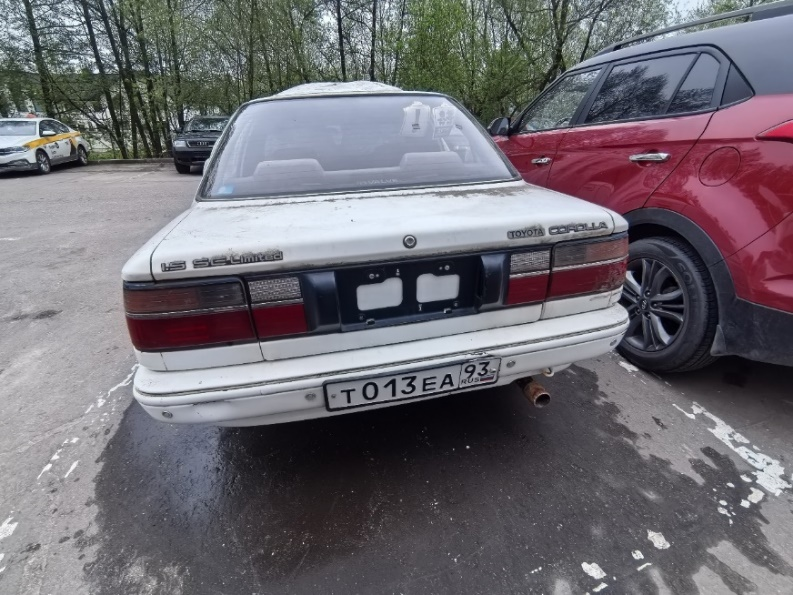 1.5 SE-Limited
TOYOTA COROLLA
Т013ЕА 93
RUS